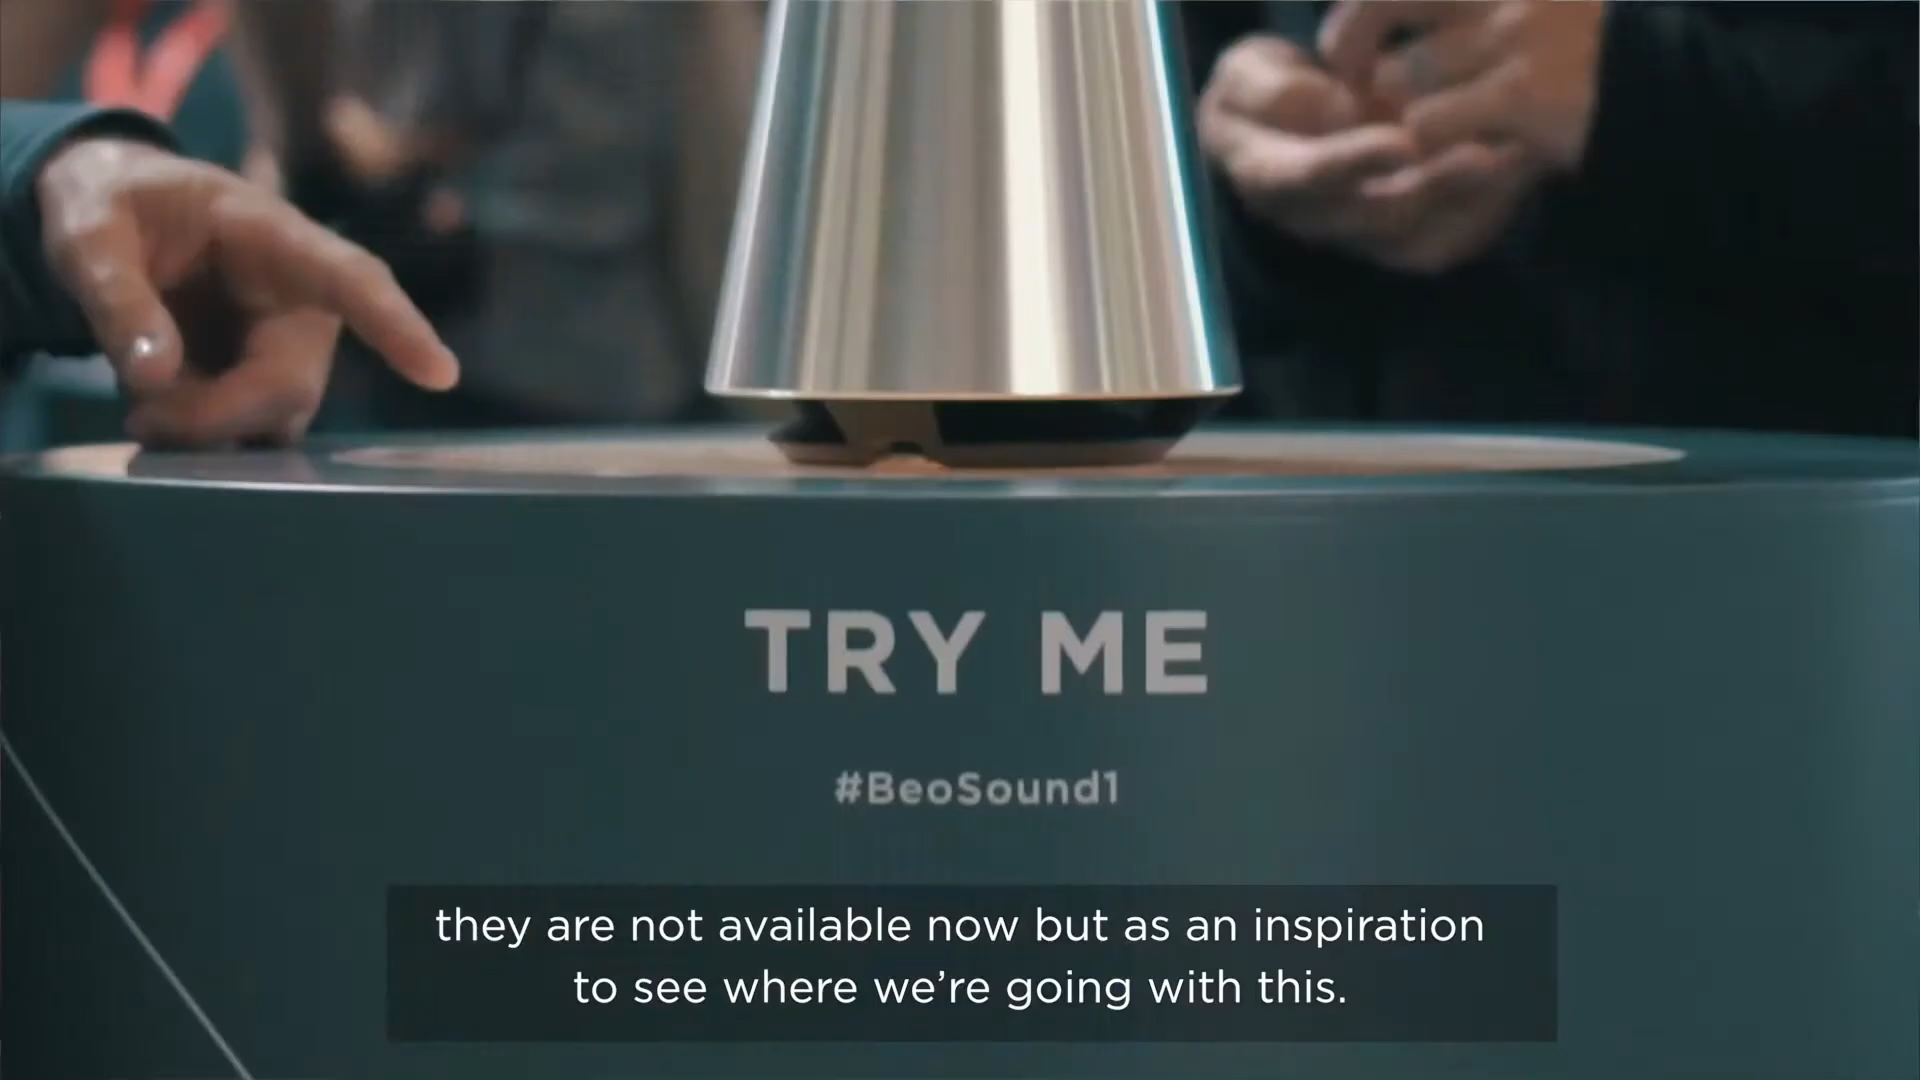 TRY ME
#BeoSound1
they are not available now but as an inspiration
to see where we’re going with this.